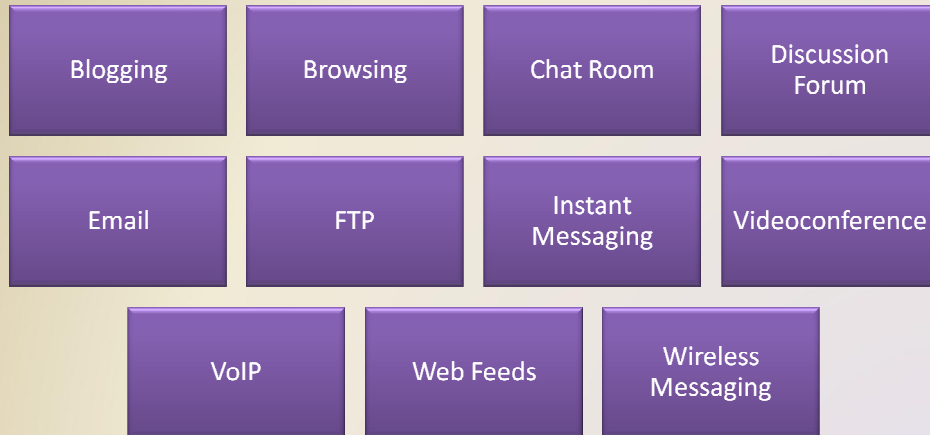 Blogging
Browsing
Chat Room
Discussion
Forum
Email
FTP
Instant
Messaging
Videoconference
VoIP
Web Feeds
Wireless
Messaging